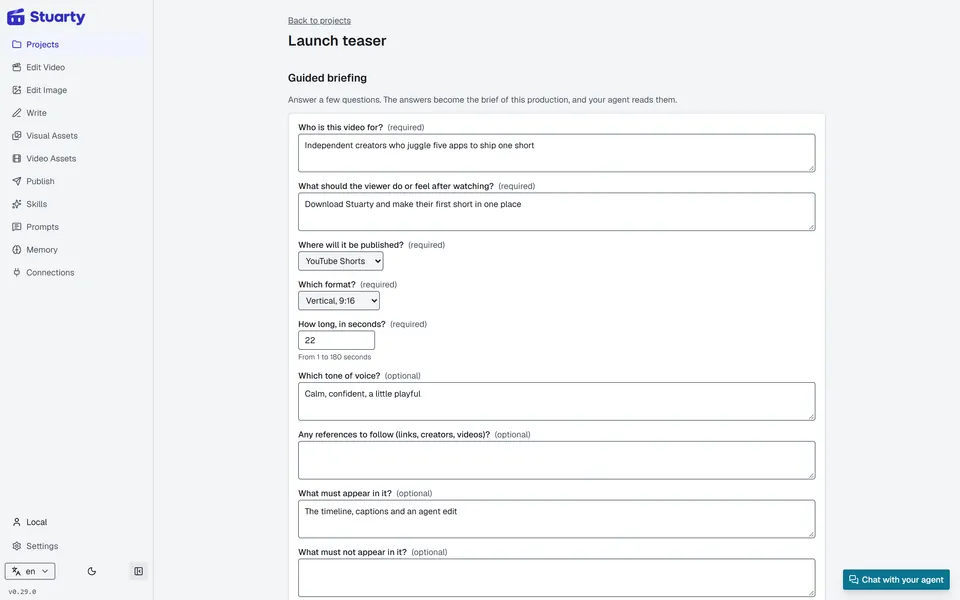 Stuarty
Projects
Edit Video
Edit Image
Write
Visual Assets
Video Assets
Publish
Skills
Prompts
Memory
Connections
Local
Settings
en
v0.29.0
Back to projects
Launch teaser
Guided briefing
Answer a few questions. The answers become the brief of this production, and your agent reads them.
Who is this video for? (required)
Independent creators who juggle five apps to ship one short
What should the viewer do or feel after watching? (required)
Download Stuarty and make their first short in one place
Where will it be published? (required)
YouTube Shorts
Which format? (required)
Vertical, 9:16
How long, in seconds? (required)
22
From 1 to 180 seconds
Which tone of voice? (optional)
Calm, confident, a little playful
Any references to follow (links, creators, videos)? (optional)
What must appear in it? (optional)
The timeline, captions and an agent edit
What must not appear in it? (optional)
Chat with your agent